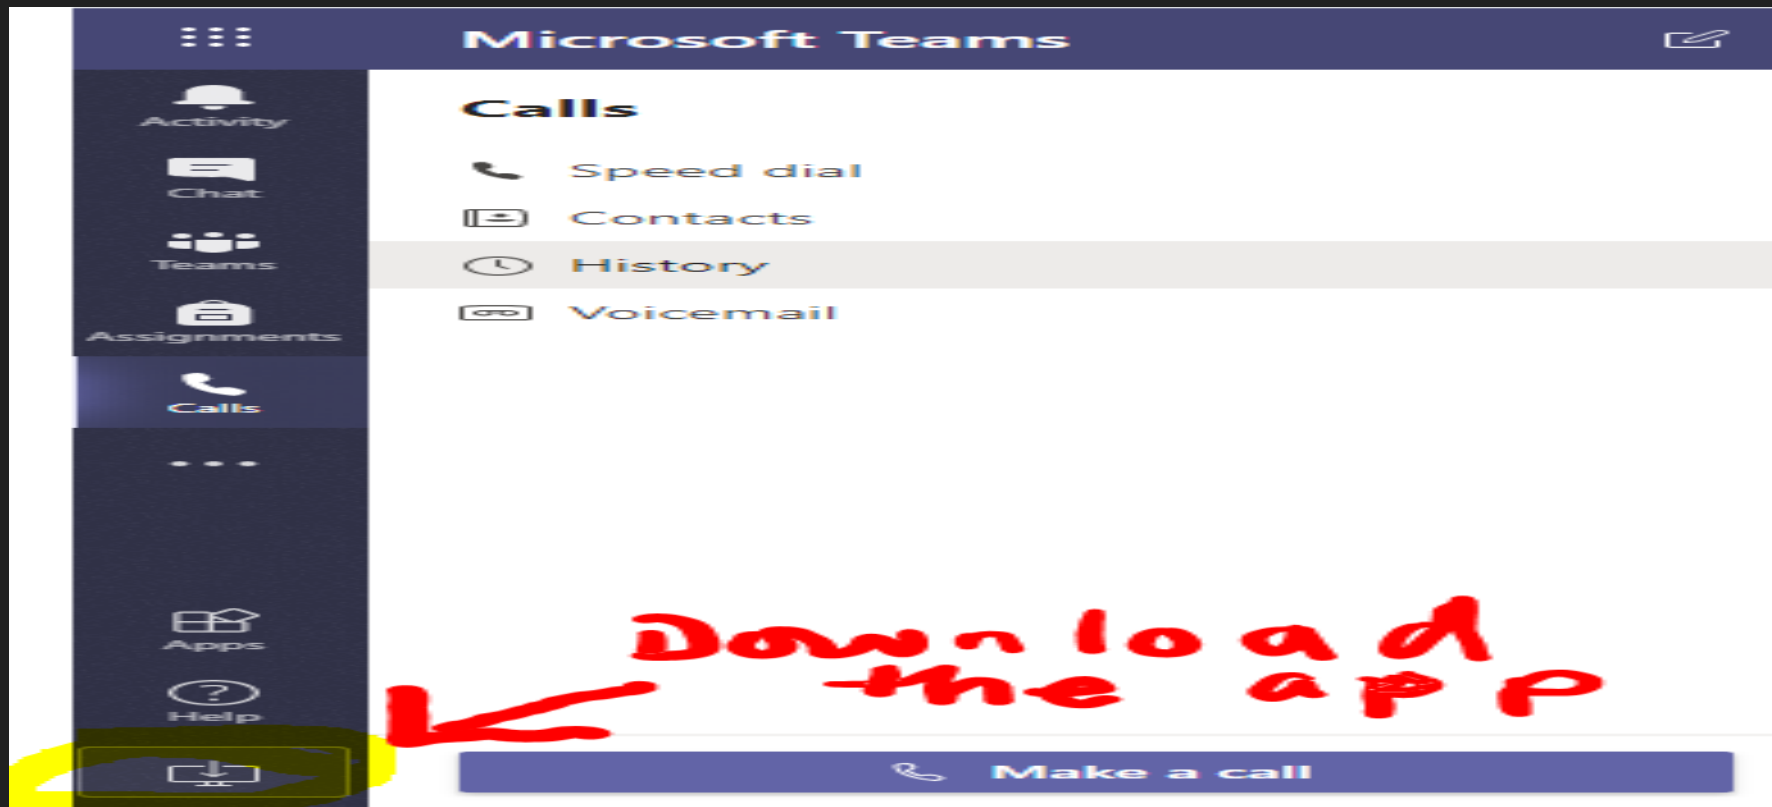 Microsoft Teams
Activity
Chat
Teams
Assignments
Calls
Apps
Help
Calls
Speed dial
Contacts
History
Voicemail
Download
the app
Make a call